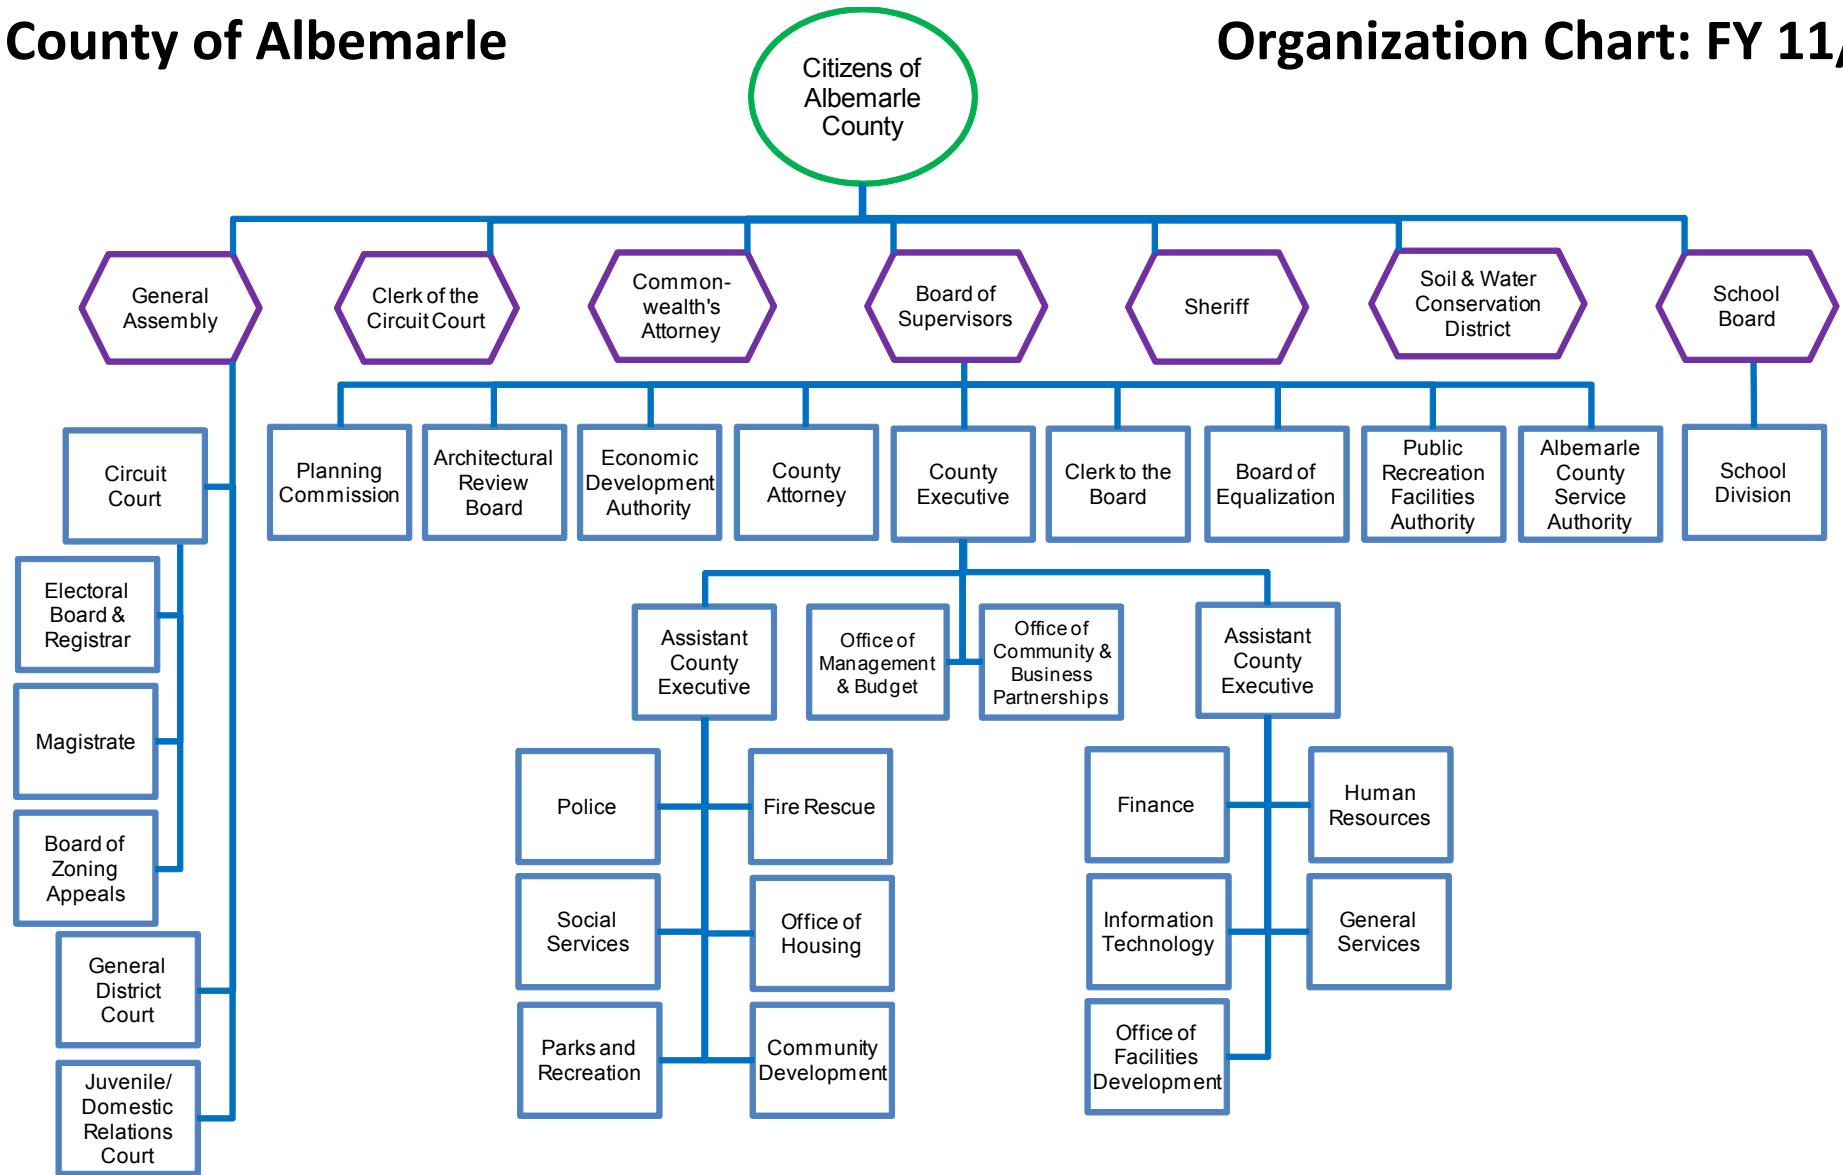 County of Albemarle
Organization Chart: FY 11/
Citizens of
Albemarle
County
General
Assembly
Clerk of the
Circuit Court
Common-
wealth's
Attorney
Board of
Supervisors
Sheriff
Soil & Water
Conservation
District
School
Board
Circuit
Court
Planning
Commission
Architectural
Review
Board
Economic
Development
Authority
County
Attorney
County
Executive
Clerk to the
Board
Board of
Equalization
Public
Recreation
Facilities
Authority
Albemarle
County
Service
Authority
School
Division
Electoral
Board &
Registrar
Magistrate
Board of
Zoning
Appeals
General
District
Court
Juvenile/
Domestic
Relations
Court
Assistant
County
Executive
Office of
Management
& Budget
Office of
Community &
Business
Partnerships
Assistant
County
Executive
Police
Fire Rescue
Social
Services
Office of
Housing
Parks and
Recreation
Community
Development
Finance
Human
Resources
Information
Technology
General
Services
Office of
Facilities
Development